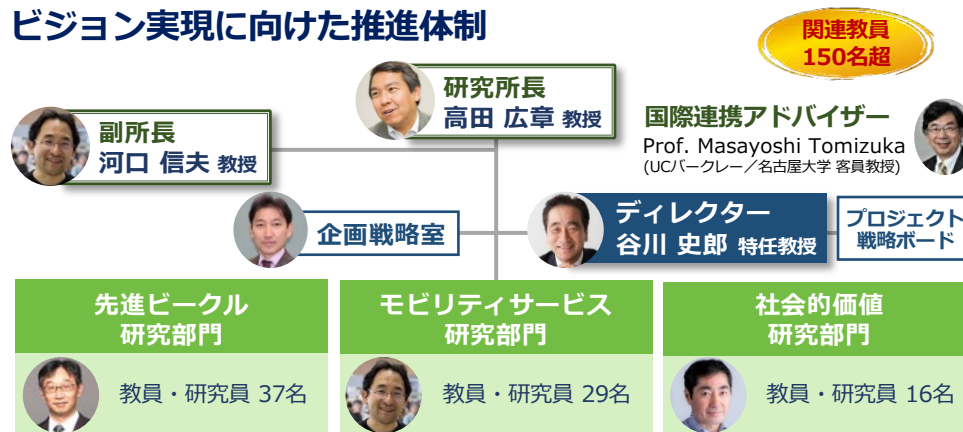 ビジョン実現に向けた推進体制
関連教員
150名超
研究所長
高田 広章 教授
副所長
河口 信夫 教授
国際連携アドバイザー
Prof. Masayoshi Tomizuka
(UCバークレー／名古屋大学 客員教授)
企画戦略室
ディレクター
谷川 史郎 特任教授
プロジェクト
戦略ボード
先進ビークル
研究部門
教員・研究員 37名
モビリティサービス
研究部門
教員・研究員 29名
社会的価値
研究部門
教員・研究員 16名